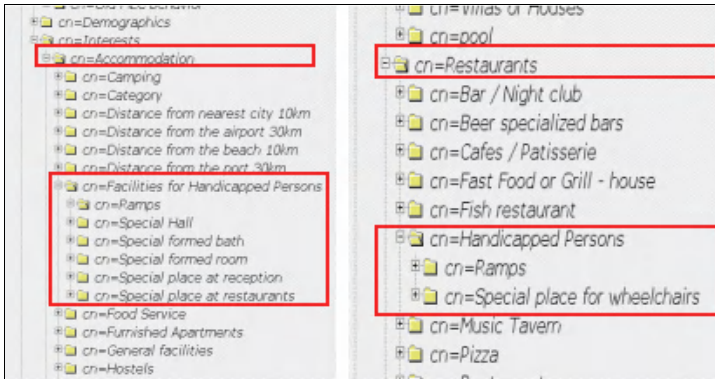 cn=Demographics
cn=Interests
cn=Accommodation
cn=Camping
cn=Category
cn=Distance from nearest city 10km
cn=Distance from the airport 30km
cn=Distance from the beach 10km
cn=Distance from the port 30km
cn=Facilities for Handicapped Persons
cn=Ramps
cn=Special Hall
cn=Special formed bath
cn=Special formed room
cn=Special place at reception
cn=Special place at restaurants
cn=Food Service
cn=Furnished Apartments
cn=General facilities
cn=Hostels
cn=Villas or Houses
cn=pool
cn=Restaurants
cn=Bar / Night club
cn=Beer specialized bars
cn=Cafes / Patisserie
cn=Fast Food or Grill - house
cn=Fish restaurant
cn=Handicapped Persons
cn=Ramps
cn=Special place for wheelchairs
cn=Music Tavern
cn=Pizza